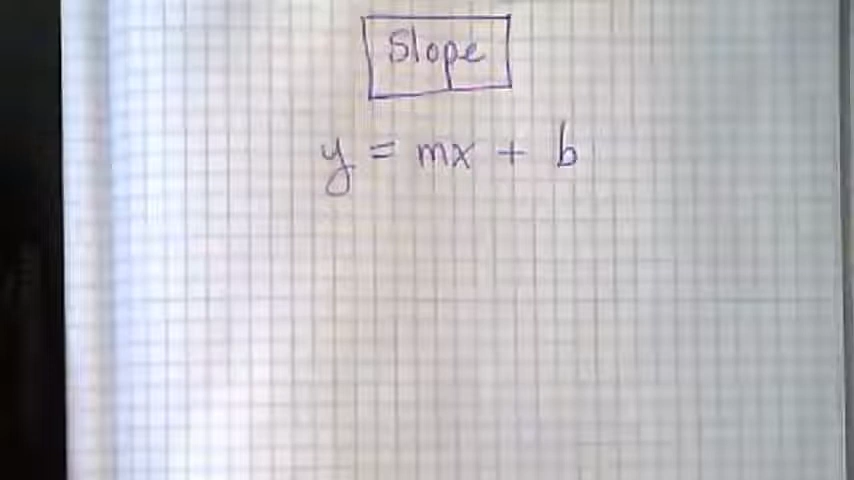 Slope
y = mx + b